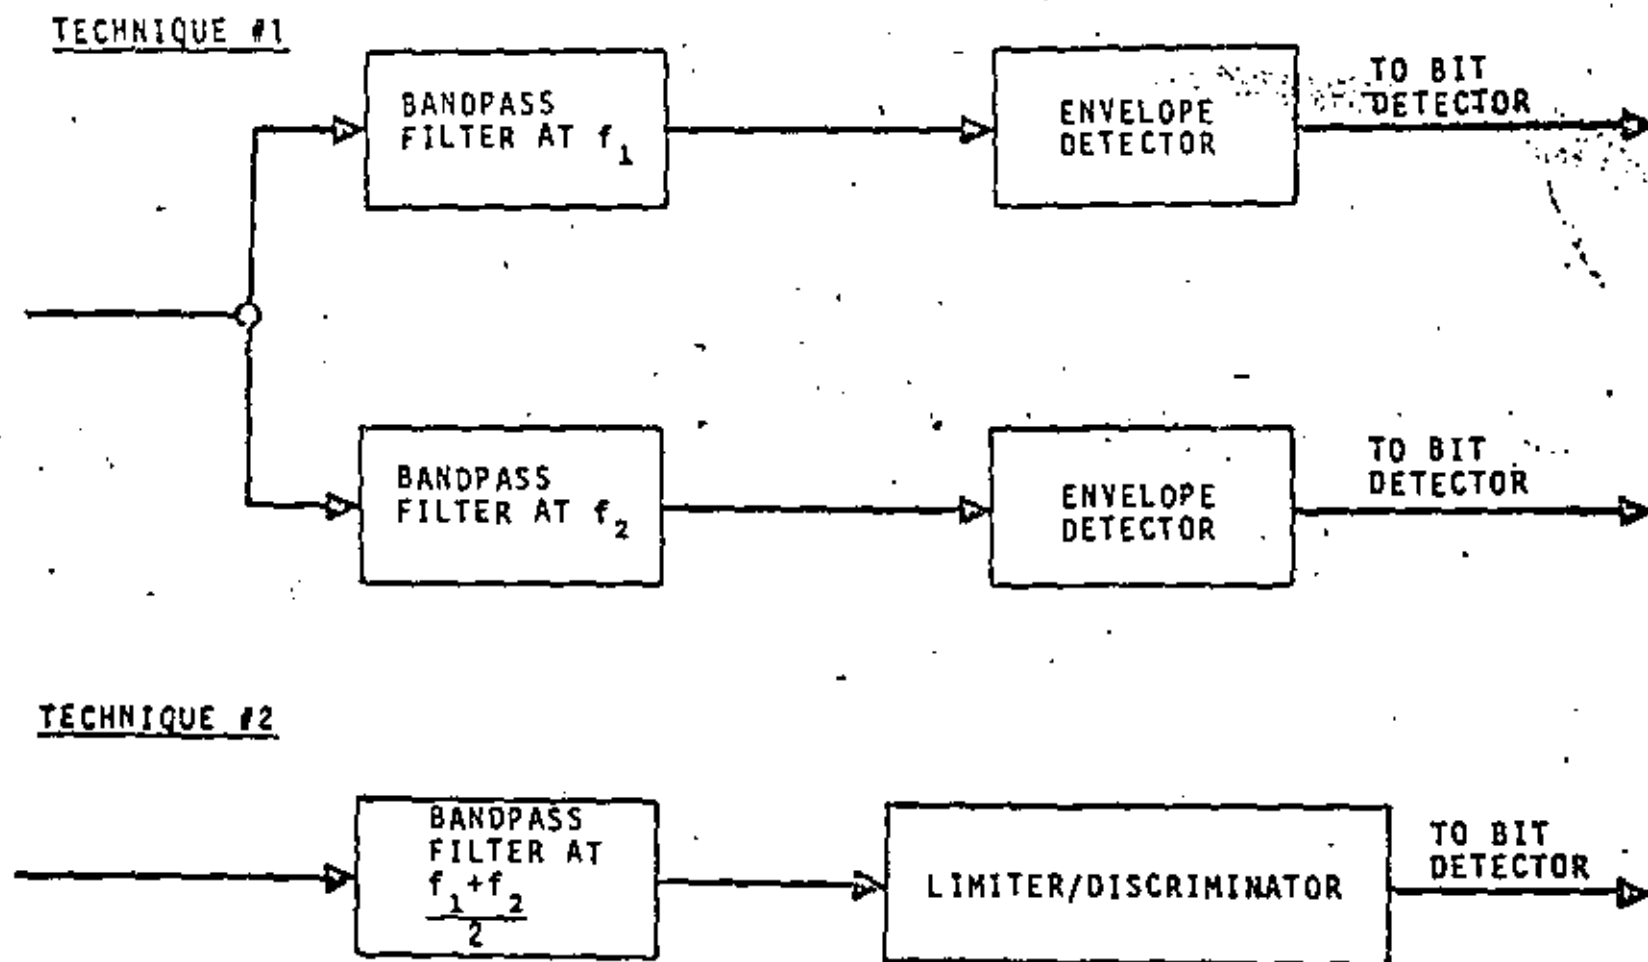 TECHNIQUE #1
BANDPASS
FILTER AT f₁
ENVELOPE
DETECTOR
TO BIT
DETECTOR
BANDPASS
FILTER AT f₂
ENVELOPE
DETECTOR
TO BIT
DETECTOR
TECHNIQUE #2
BANDPASS
FILTER AT
f₁+f₂
2
LIMITER/DISCRIMINATOR
TO BIT
DETECTOR